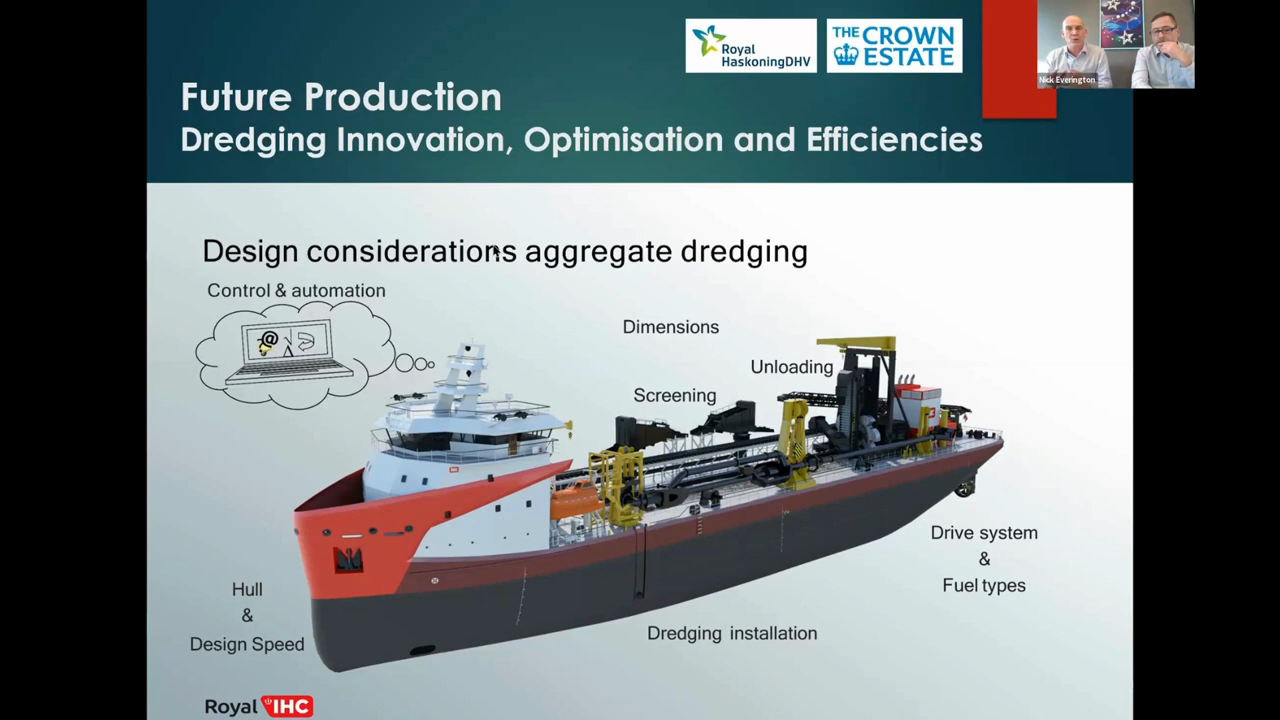 Royal
HaskoningDHV
THE CROWN
ESTATE
Nick Everington
Future Production
Dredging Innovation, Optimisation and Efficiencies
Design considerations aggregate dredging
Control & automation
Dimensions
Unloading
Screening
Drive system
&
Fuel types
Hull
&
Design Speed
Dredging installation
Royal IHC